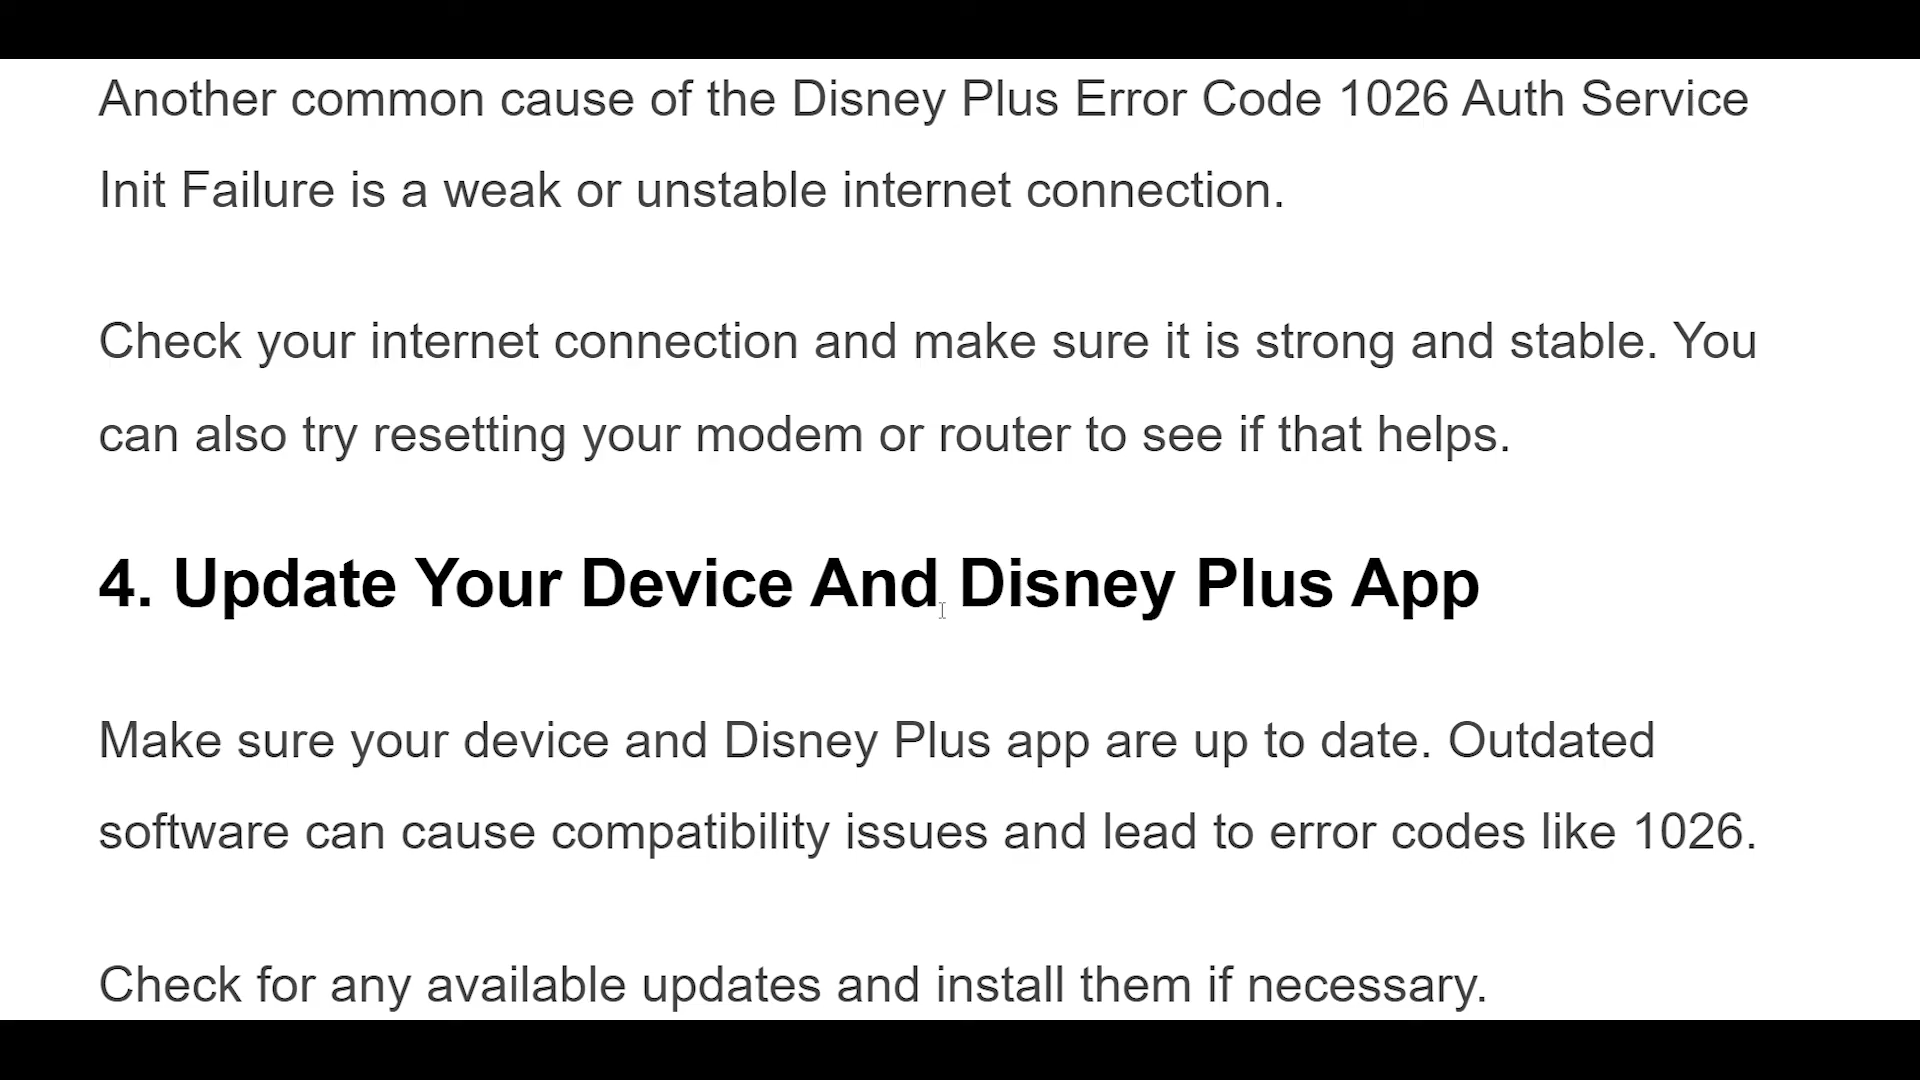 Another common cause of the Disney Plus Error Code 1026 Auth Service
Init Failure is a weak or unstable internet connection.
Check your internet connection and make sure it is strong and stable. You
can also try resetting your modem or router to see if that helps.
4. Update Your Device And Disney Plus App
Make sure your device and Disney Plus app are up to date. Outdated
software can cause compatibility issues and lead to error codes like 1026.
Check for any available updates and install them if necessary.